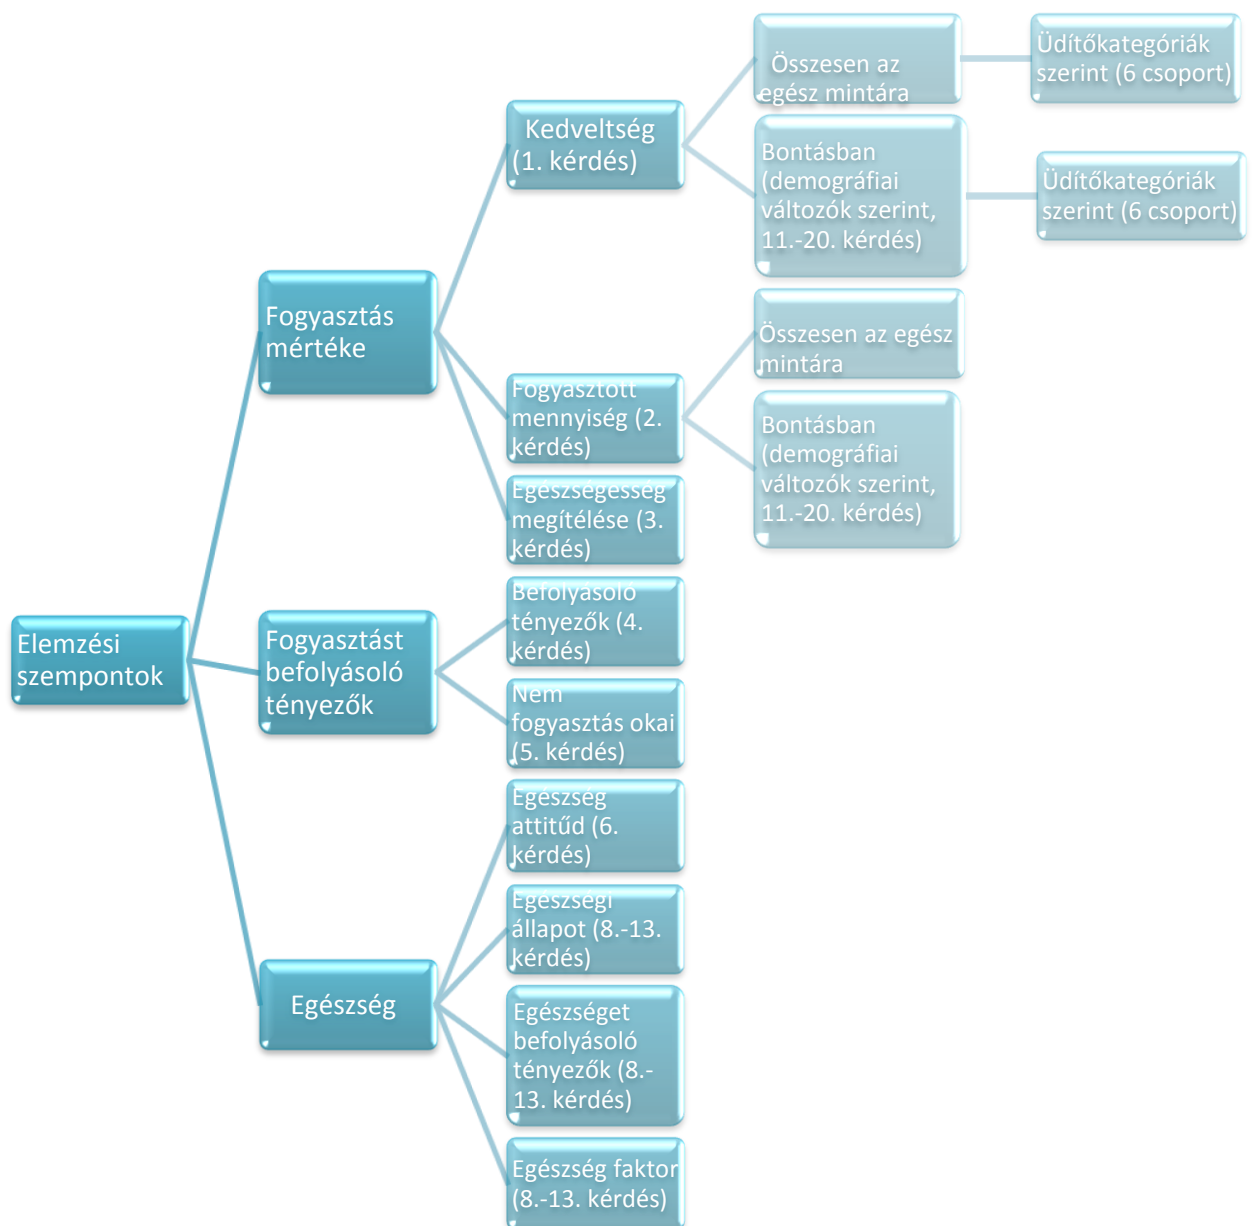 Elemzési
szempontok
Fogyasztás
mértéke
Kedveltség
(1. kérdés)
Összesen az
egész mintára
Üdítőkategóriák
szerint (6 csoport)
Bontásban
(demográfiai
változók szerint,
11.-20. kérdés)
Üdítőkategóriák
szerint (6 csoport)
Fogyasztott
mennyiség (2.
kérdés)
Összesen az egész
mintára
Bontásban
(demográfiai
változók szerint,
11.-20. kérdés)
Egészségesség
megítélése (3.
kérdés)
Fogyasztást
befolyásoló
tényezők
Befolyásoló
tényezők (4.
kérdés)
Nem
fogyasztás okai
(5. kérdés)
Egészség
Egészség
attitűd (6.
kérdés)
Egészségi
állapot (8.-13.
kérdés)
Egészséget
befolyásoló
tényezők (8.-
13. kérdés)
Egészség faktor
(8.-13. kérdés)